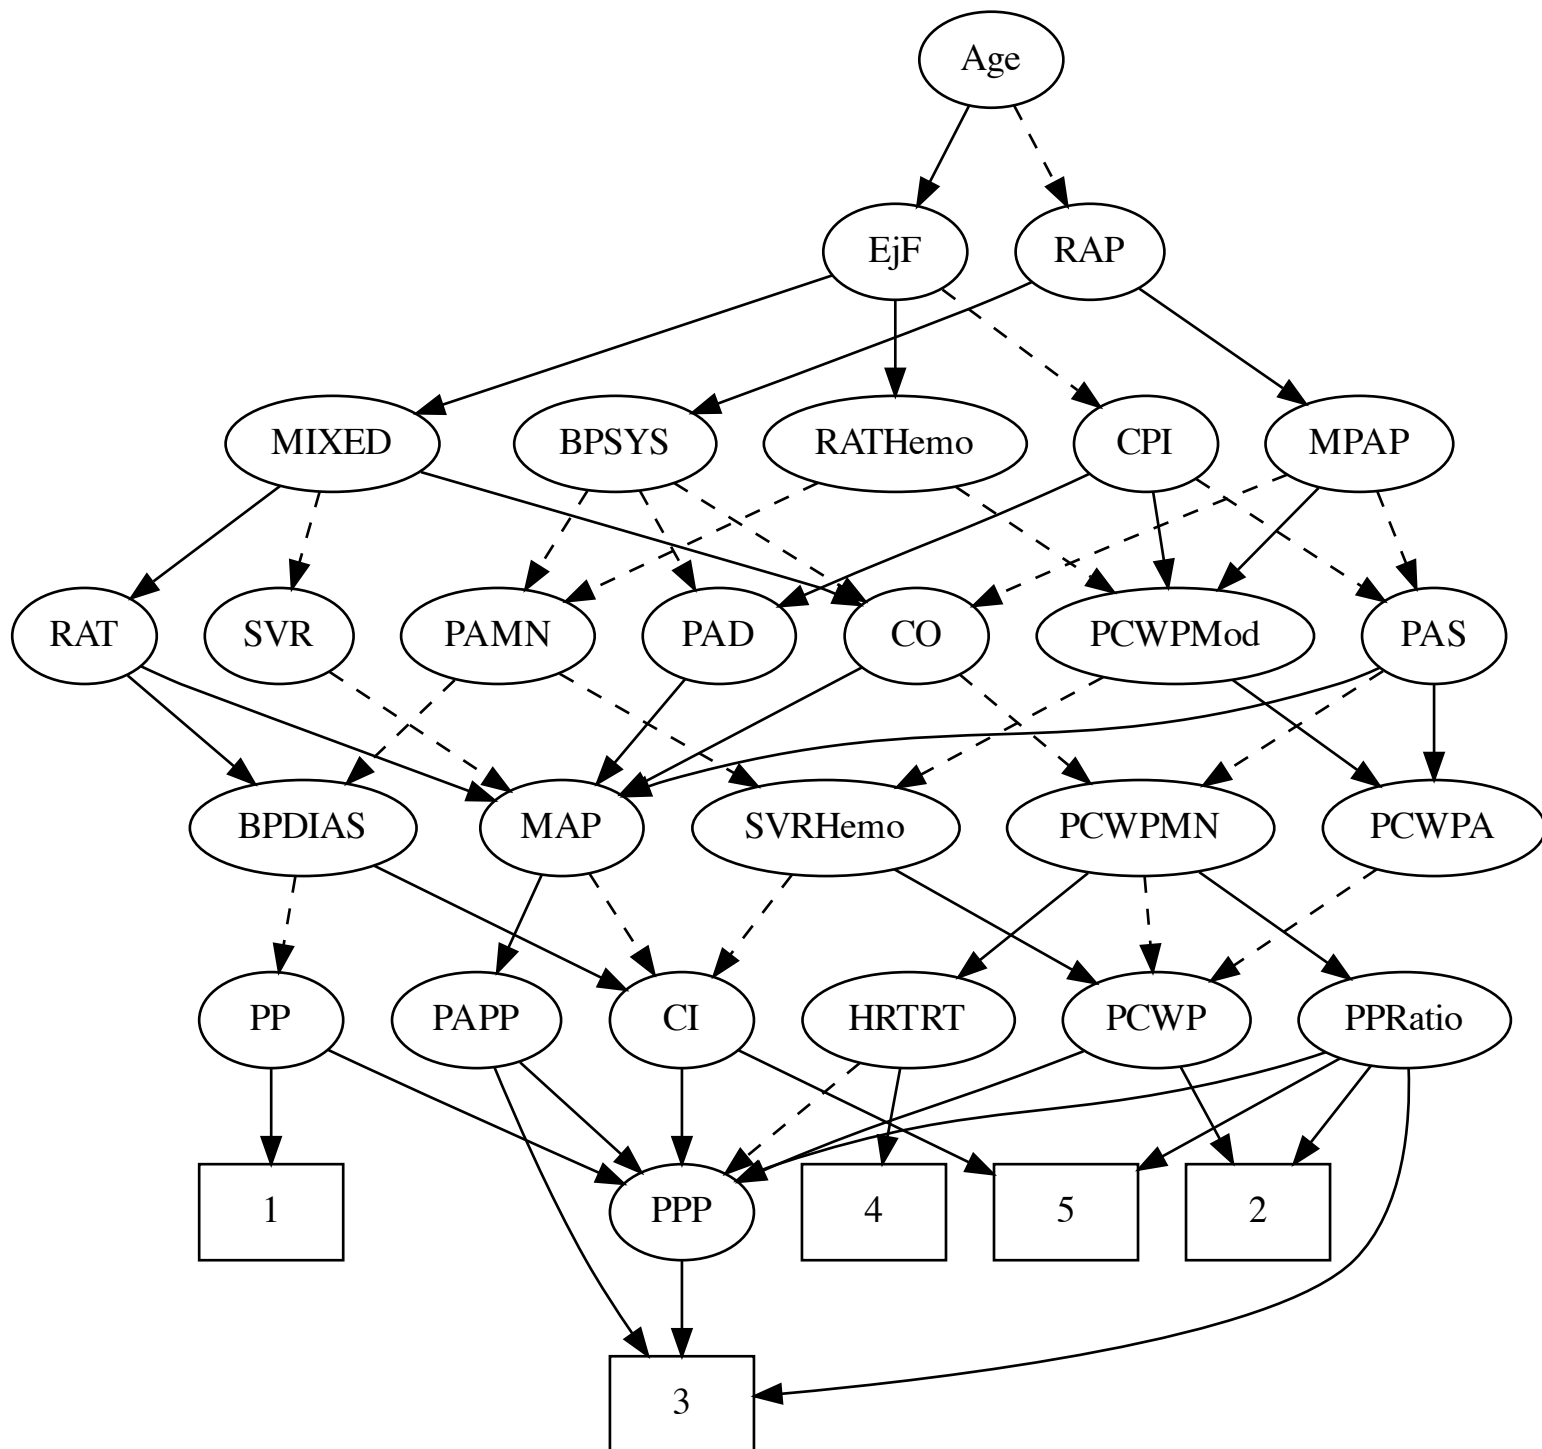 Age
EjF
RAP
MIXED
BPSYS
RATHemo
CPI
MPAP
RAT
SVR
PAMN
PAD
CO
PCWPMod
PAS
BPDIAS
MAP
SVRHemo
PCWPMN
PCWPA
PP
PAPP
CI
HRTRT
PCWP
PPRatio
1
PPP
4
5
2
3